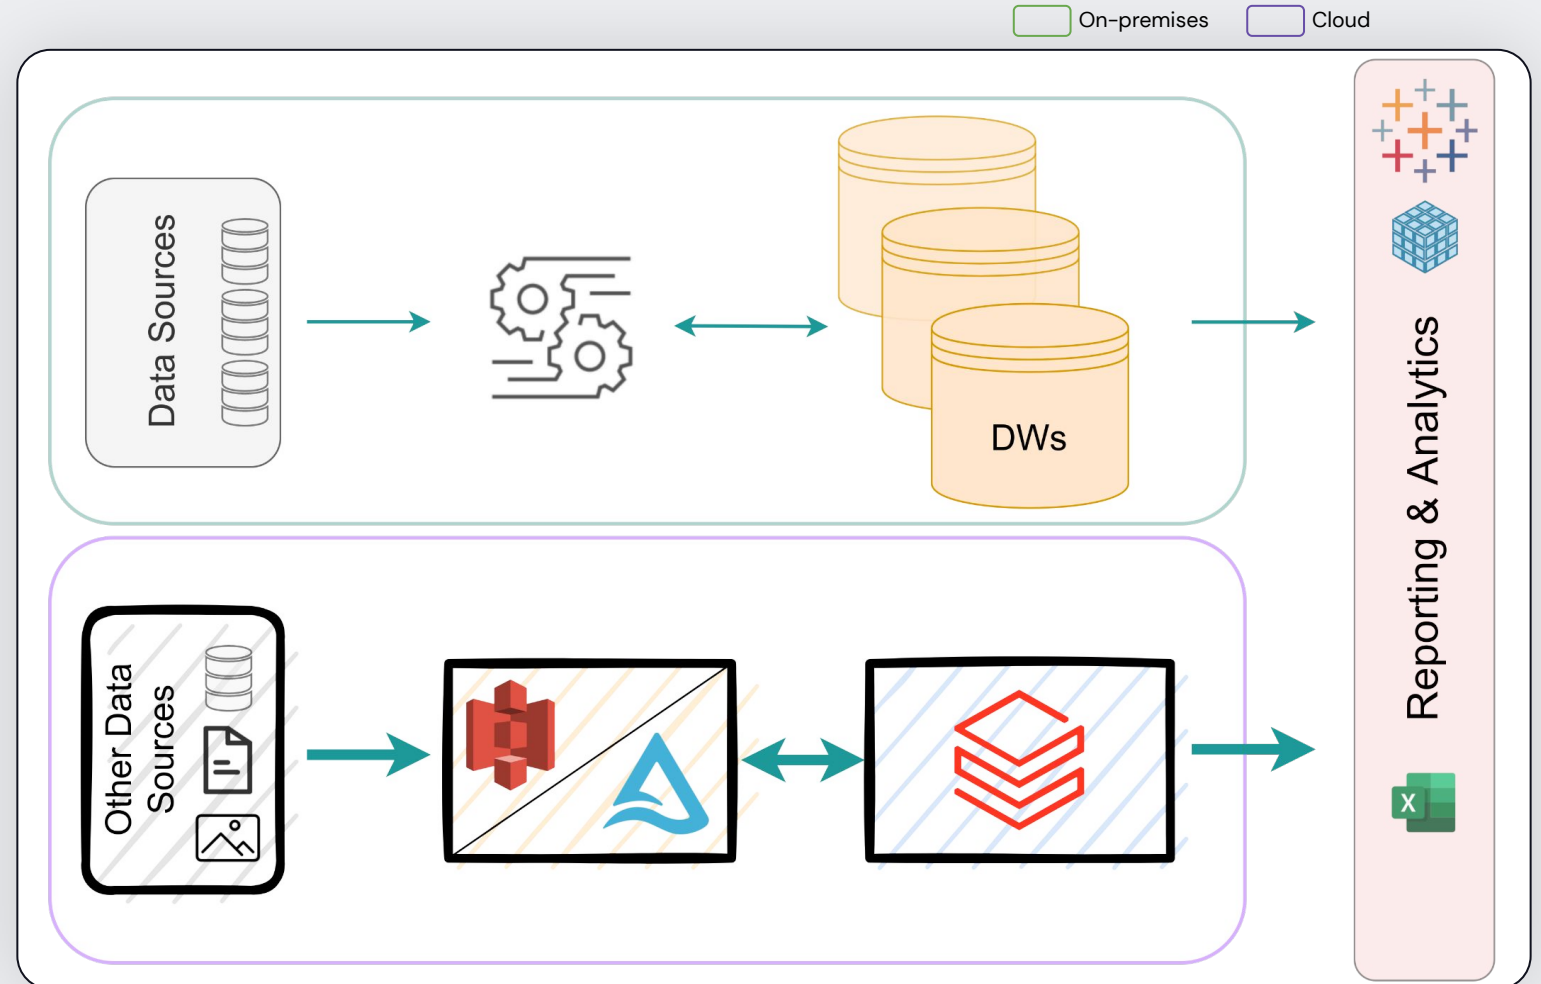 On-premises
Cloud
Data Sources
DWs
Other Data
Sources
Reporting & Analytics
X